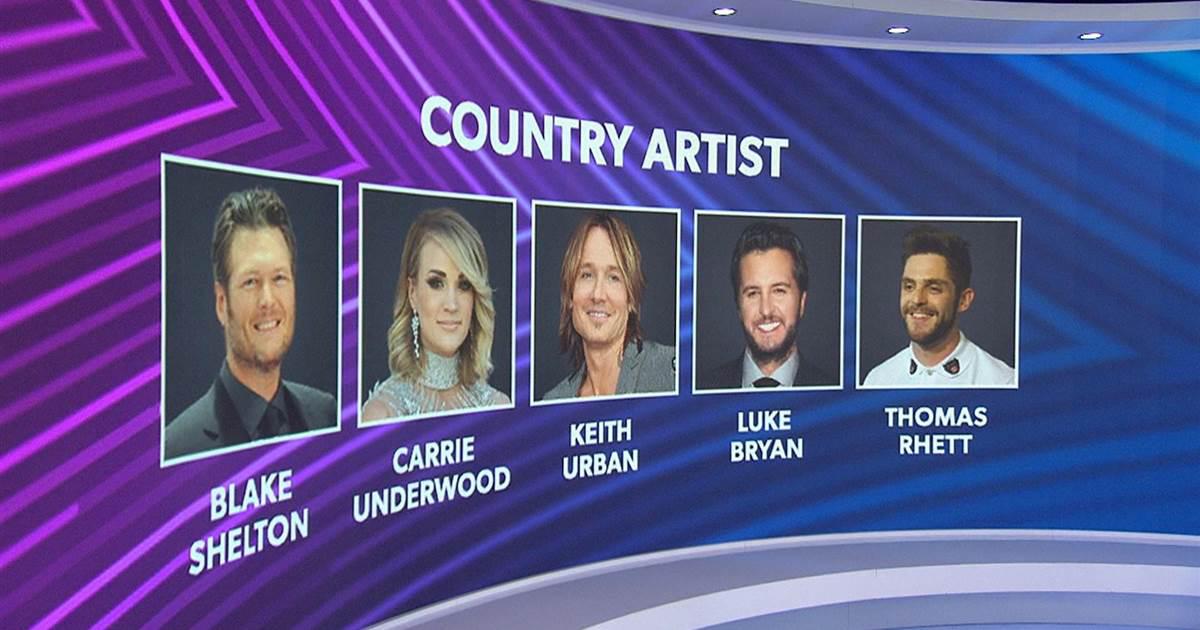 COUNTRY ARTIST
BLAKE
SHELTON
CARRIE
UNDERWOOD
KEITH
URBAN
LUKE
BRYAN
THOMAS
RHETT